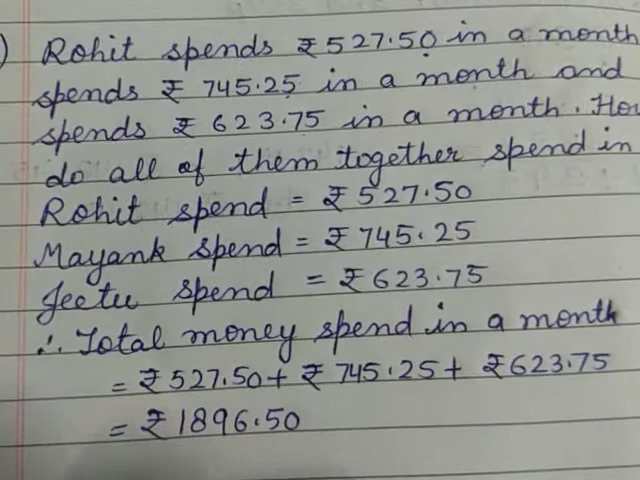 ) Rohit spends ₹527.50 in a month
spends ₹ 745.25 in a month and
spends ₹ 623.75 in a month. Ho
do all of them together spend in
Rohit spend = ₹527.50
Mayank spend = ₹745.25
Jeetu spend = ₹623.75
∴ Total money spend in a month
= ₹527.50+ ₹745.25+ ₹623.75
= ₹1896.50